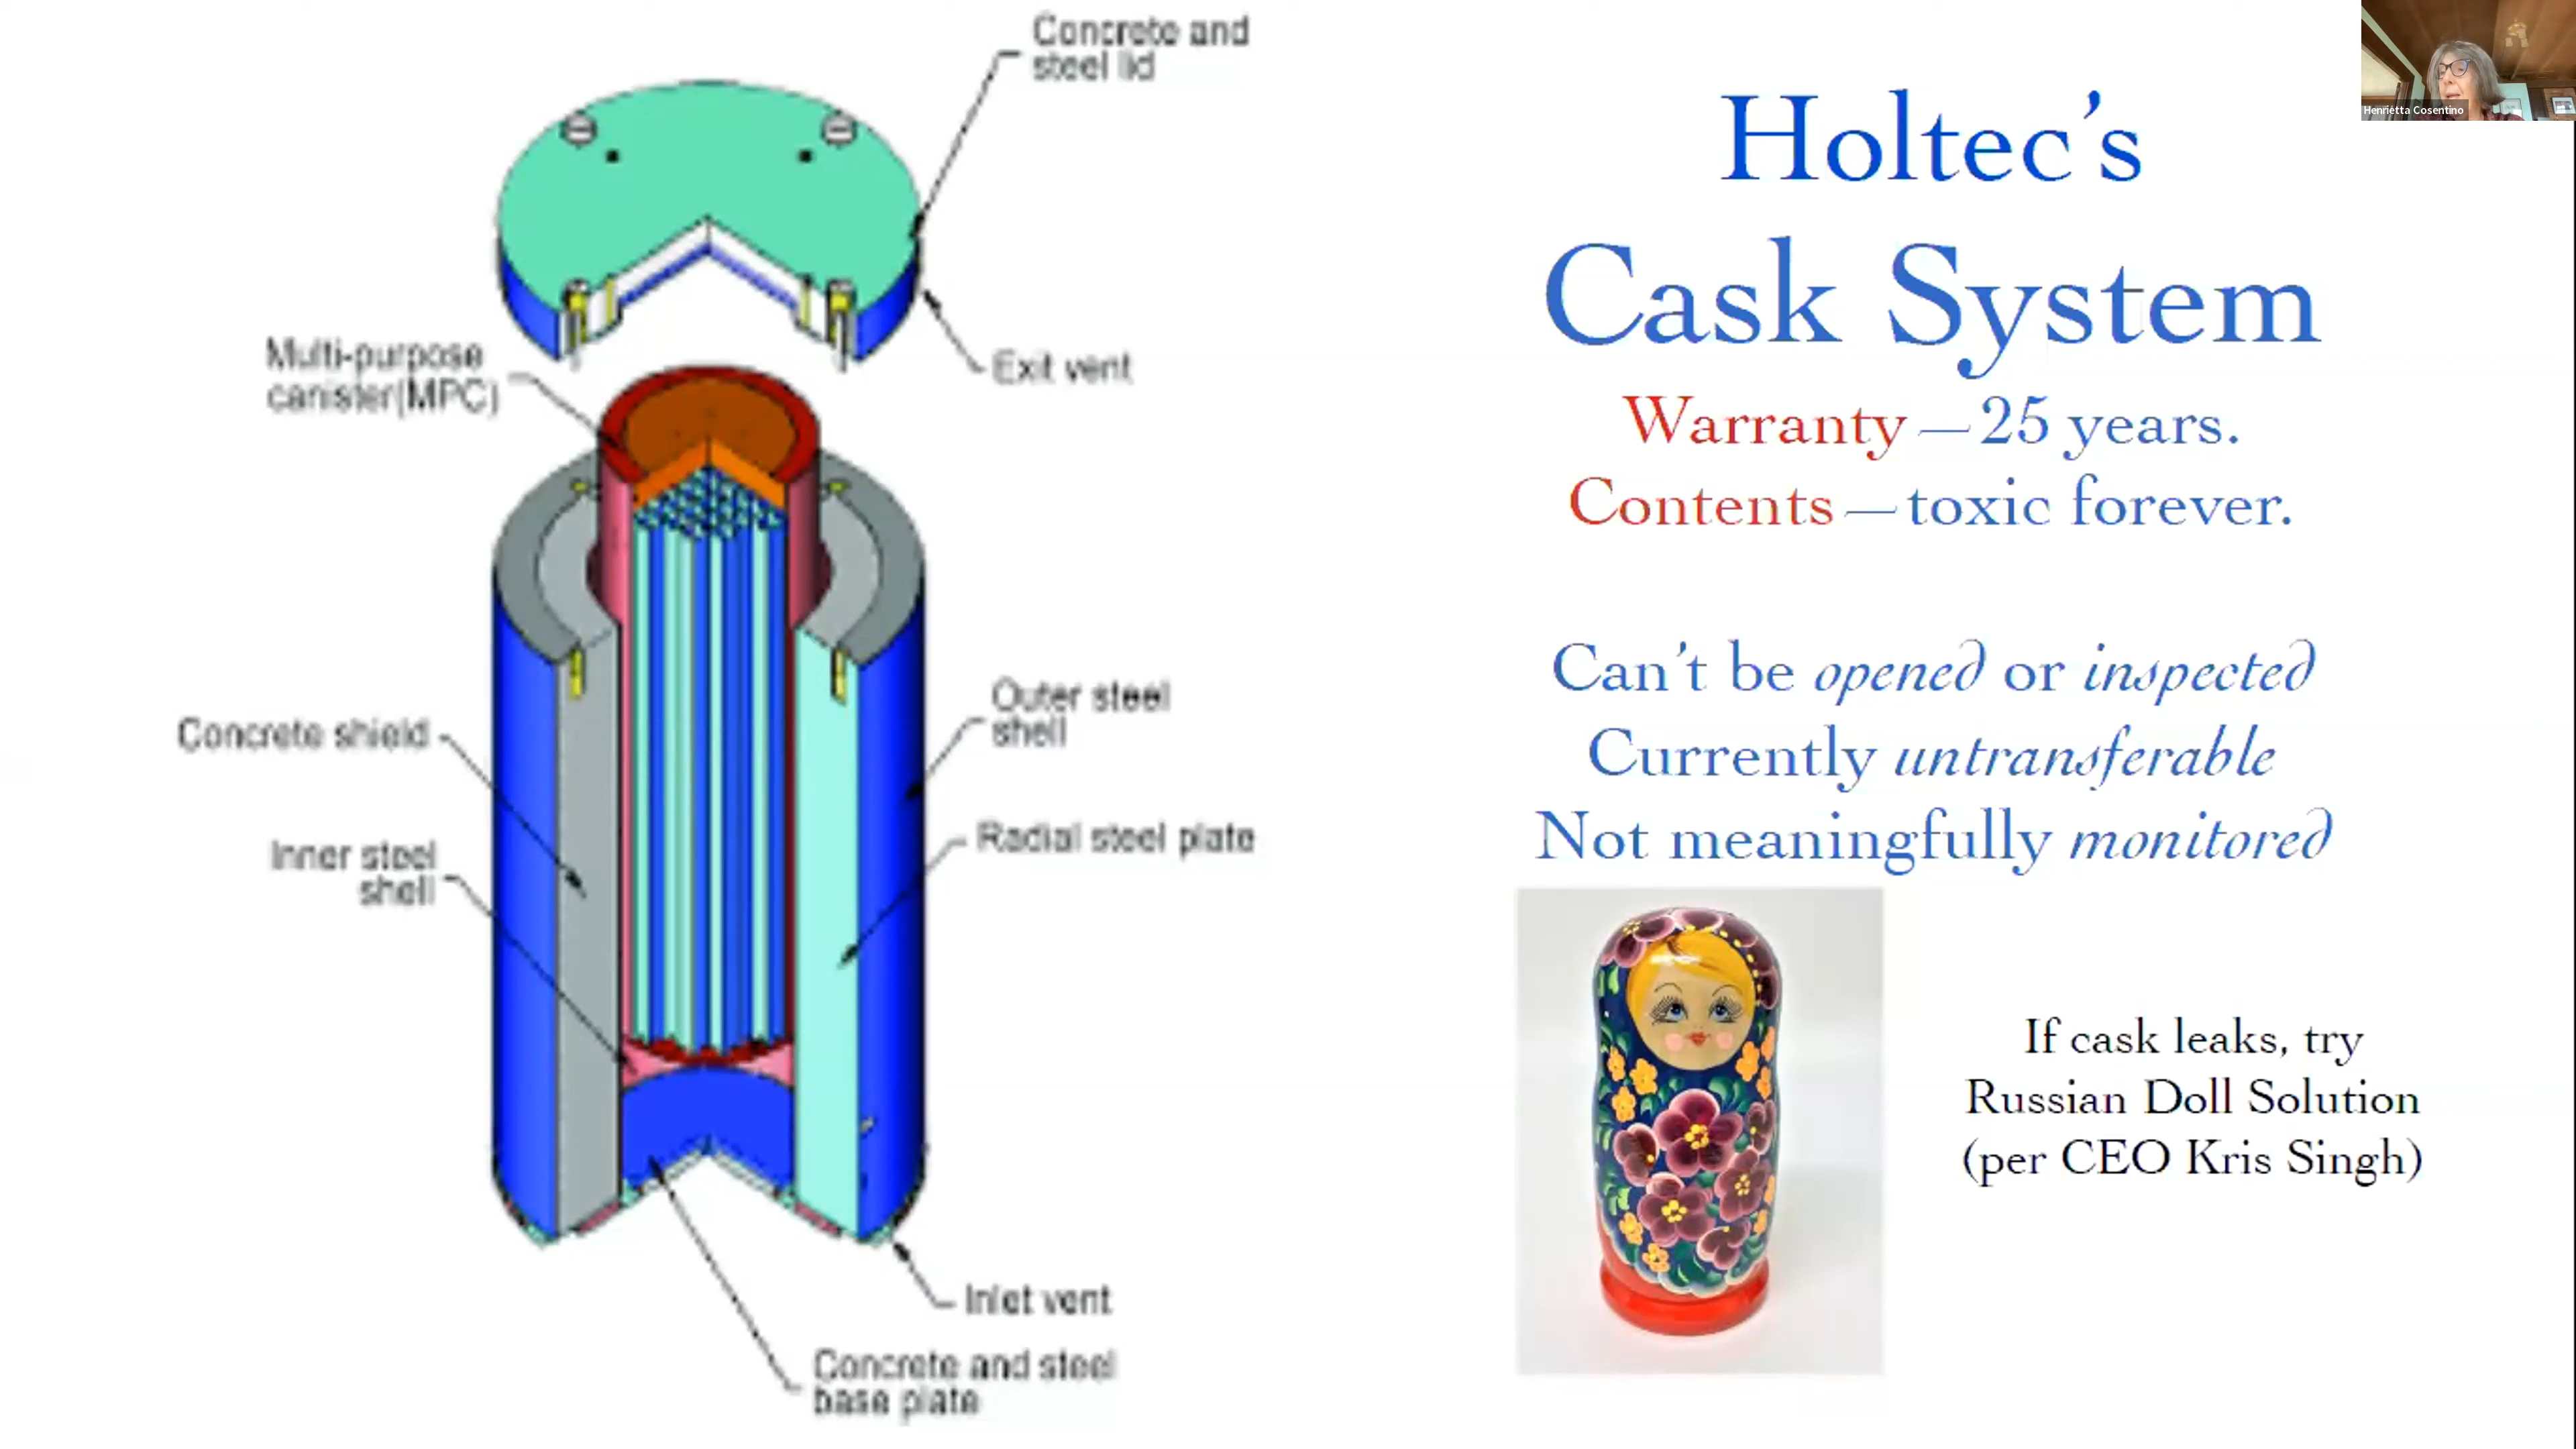 Concrete and
steel lid
Exit vent
Multi-purpose
canister(MPC)
Concrete shield
Inner steel
shell
Outer steel
shell
Radial steel plate
Inlet vent
Concrete and steel
base plate
Holtec's
Cask System
Warranty—25 years.
Contents—toxic forever.
Can't be opened or inspected
Currently untransferable
Not meaningfully monitored
If cask leaks, try
Russian Doll Solution
(per CEO Kris Singh)
Henrietta Cosentino